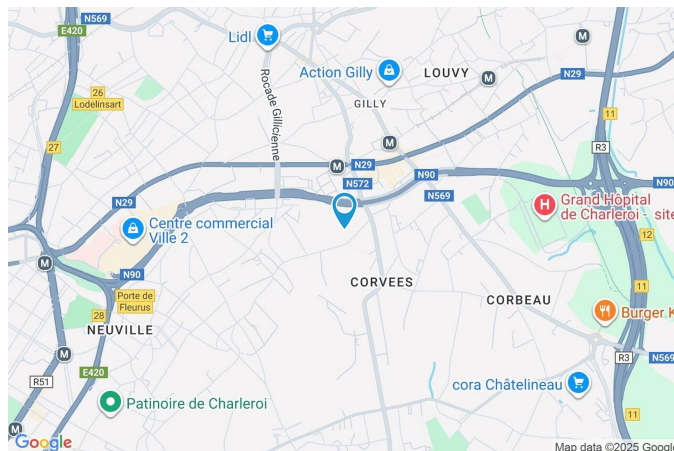 E420
N569
Lidl
M
Action Gilly
LOUVY
M
M
N29
26
Lodelinsart
Rocade Gillicienne
GILLY
11
27
M
R3
M
N29
N572
N90
N90
N29
N569
Grand Hôpital
de Charleroi - site
Centre commercial
Ville 2
12
M
N90
CORVEES
11
Porte de
Fleurus
CORBEAU
28
NEUVILLE
Burger K
M
R3
N569
R51
E420
cora Châtelineau
Patinoire de Charleroi
11
M
Google
Map data ©2025 Google